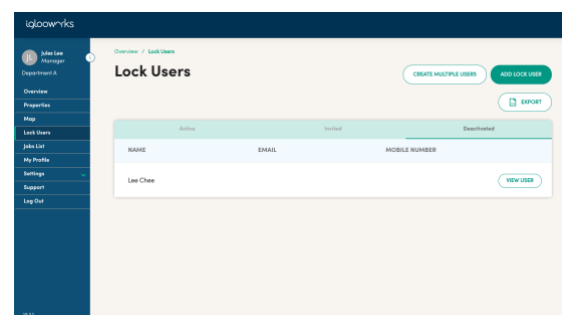 iglooworks
JL
Jules Lee
Manager
Department A
Overview
Properties
Map
Lock Users
Jobs List
My Profile
Settings
Support
Log Out
Overview / Lock Users
Lock Users
CREATE MULTIPLE USERS
ADD LOCK USER
EXPORT
Active
Invited
Deactivated
NAME
EMAIL
MOBILE NUMBER
Lee Chee
VIEW USER